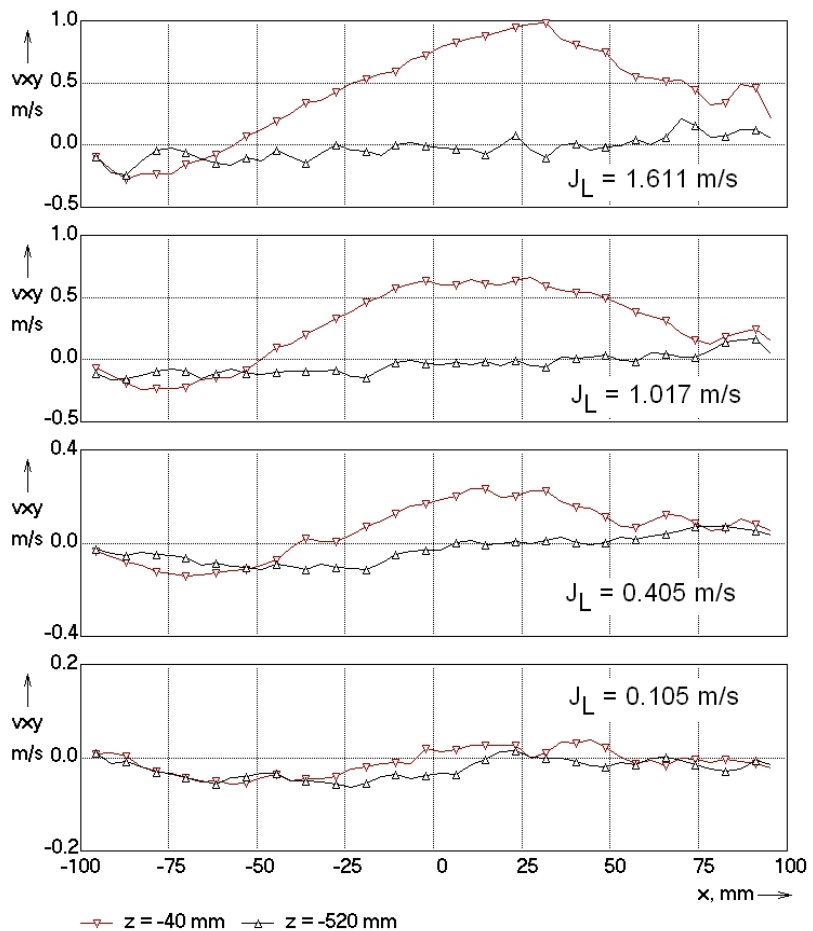 1.0
vxy
0.5
m/s
0.0
-0.5
J_L = 1.611 m/s
1.0
vxy
0.5
m/s
0.0
-0.5
J_L = 1.017 m/s
0.4
vxy
0.0
m/s
-0.4
J_L = 0.405 m/s
0.2
vxy
0.0
m/s
-0.2
J_L = 0.105 m/s
-100 -75 -50 -25 0 25 50 75 100
x, mm
z = -40 mm z = -520 mm